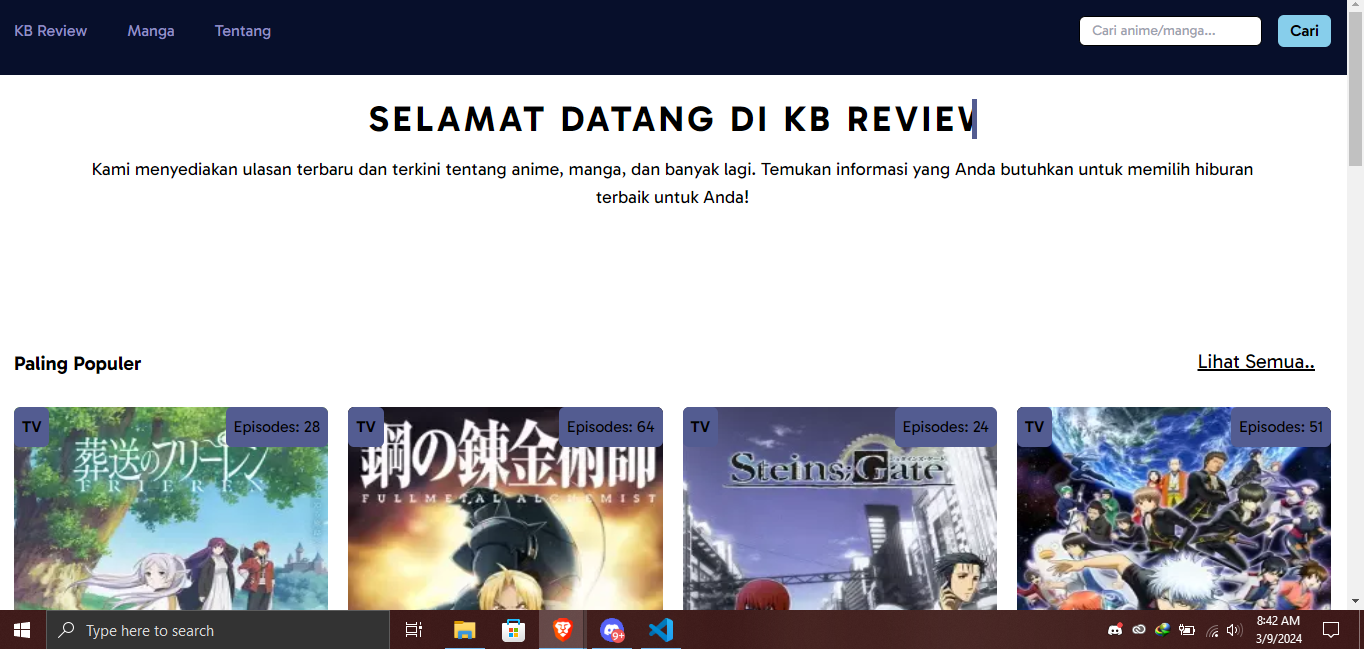 KB Review Manga Tentang Cari anime/manga... Cari
SELAMAT DATANG DI KB REVIEW
Kami menyediakan ulasan terbaru dan terkini tentang anime, manga, dan banyak lagi. Temukan informasi yang Anda butuhkan untuk memilih hiburan
terbaik untuk Anda!
Paling Populer Lihat Semua..
TV Episodes: 28 TV Episodes: 64 TV Episodes: 24 TV Episodes: 51
葬送のフリーレン
FRIEREN
鋼の錬金術師
FULLMETAL ALCHEMIST
Steins;Gate
Type here to search
9+
8:42 AM
3/9/2024